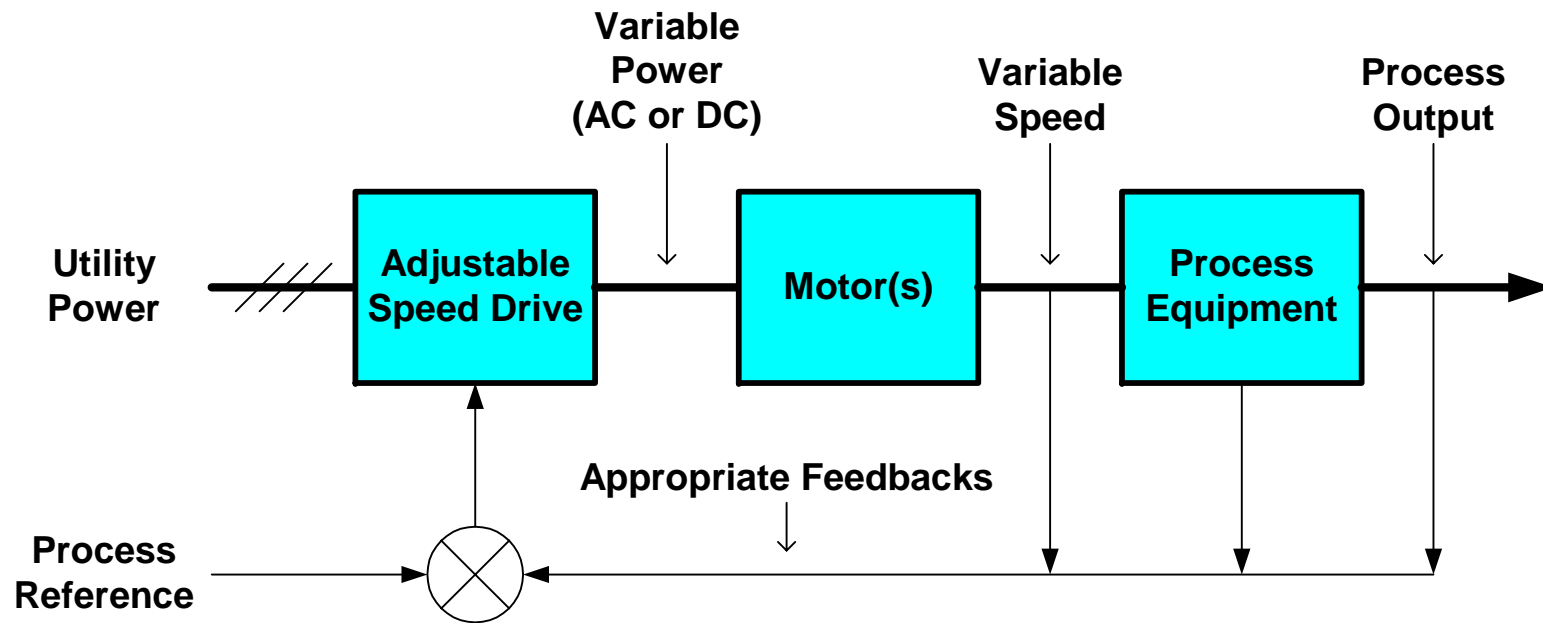 Variable
Power
(AC or DC)
Variable
Speed
Process
Output
Utility
Power
Adjustable
Speed Drive
Motor(s)
Process
Equipment
Appropriate Feedbacks
Process
Reference